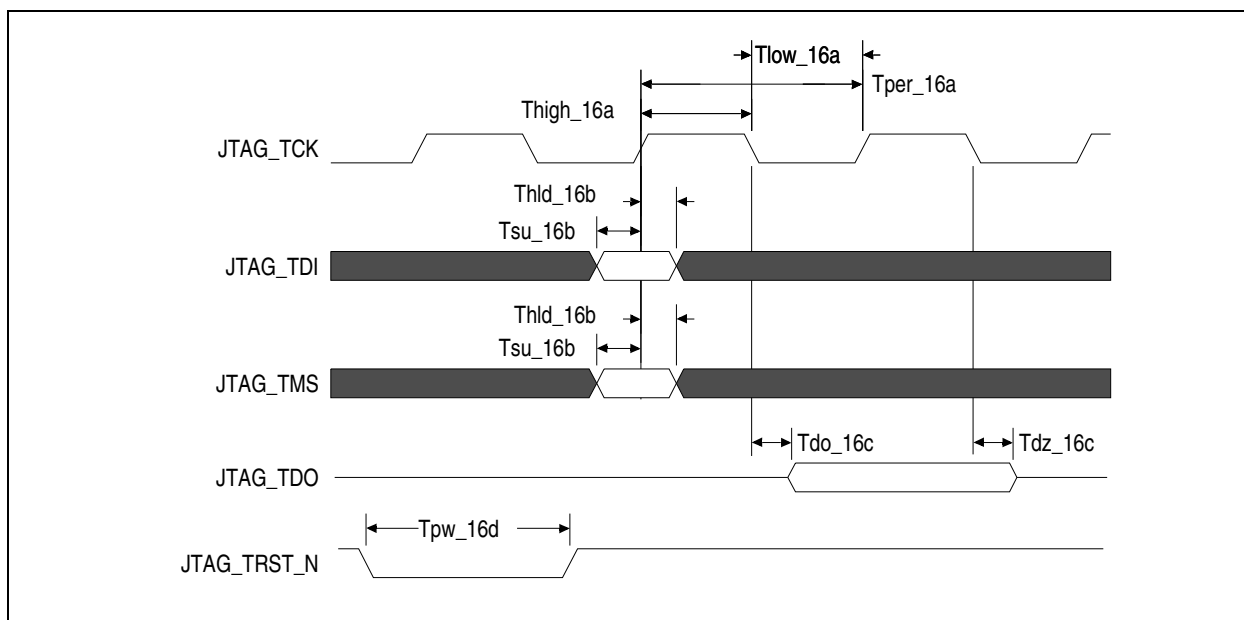 Tlow_16a
Tper_16a
Thigh_16a
JTAG_TCK
Thld_16b
Tsu_16b
JTAG_TDI
Thld_16b
Tsu_16b
JTAG_TMS
Tdo_16c
Tdz_16c
JTAG_TDO
Tpw_16d
JTAG_TRST_N